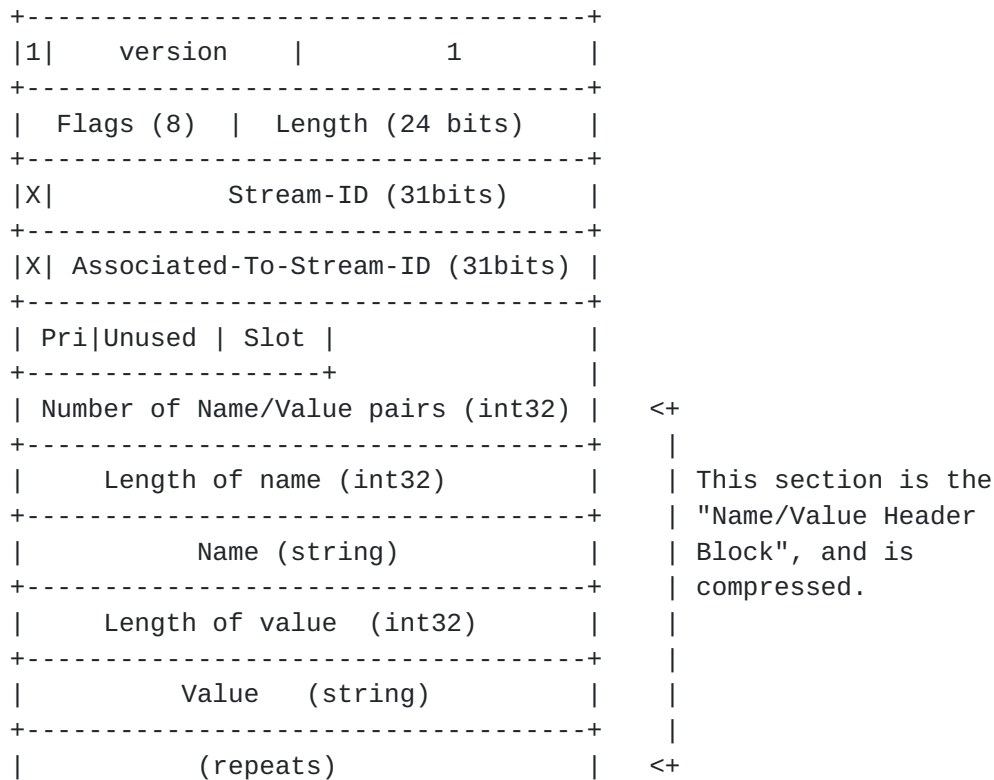 +------------------------------------+
|1|    version    |         1        |
+------------------------------------+
|  Flags (8)  |  Length (24 bits)    |
+------------------------------------+
|X|           Stream-ID (31bits)     |
+------------------------------------+
|X| Associated-To-Stream-ID (31bits) |
+------------------------------------+
| Pri|Unused | Slot |                |
+-------------------+                |
| Number of Name/Value pairs (int32) |   <+
+------------------------------------+    |
|     Length of name (int32)         |    | This section is the
+------------------------------------+    | "Name/Value Header
|           Name (string)            |    | Block", and is
+------------------------------------+    | compressed.
|     Length of value  (int32)       |    |
+------------------------------------+    |
|          Value   (string)          |    |
+------------------------------------+    |
|           (repeats)                |   <+